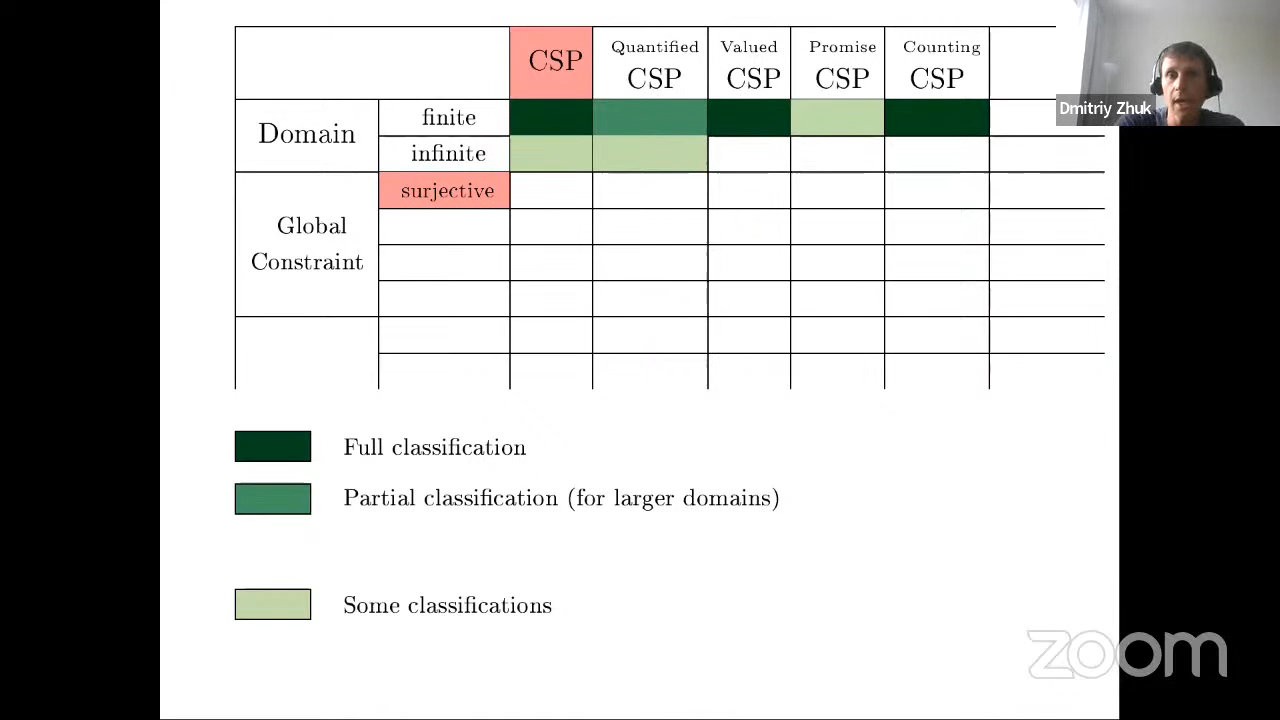 CSP
Quantified
CSP
Valued
CSP
Promise
CSP
Counting
CSP
Dmitriy Zhuk
Domain
finite
infinite
Global
Constraint
surjective
Full classification
Partial classification (for larger domains)
Some classifications
zoom